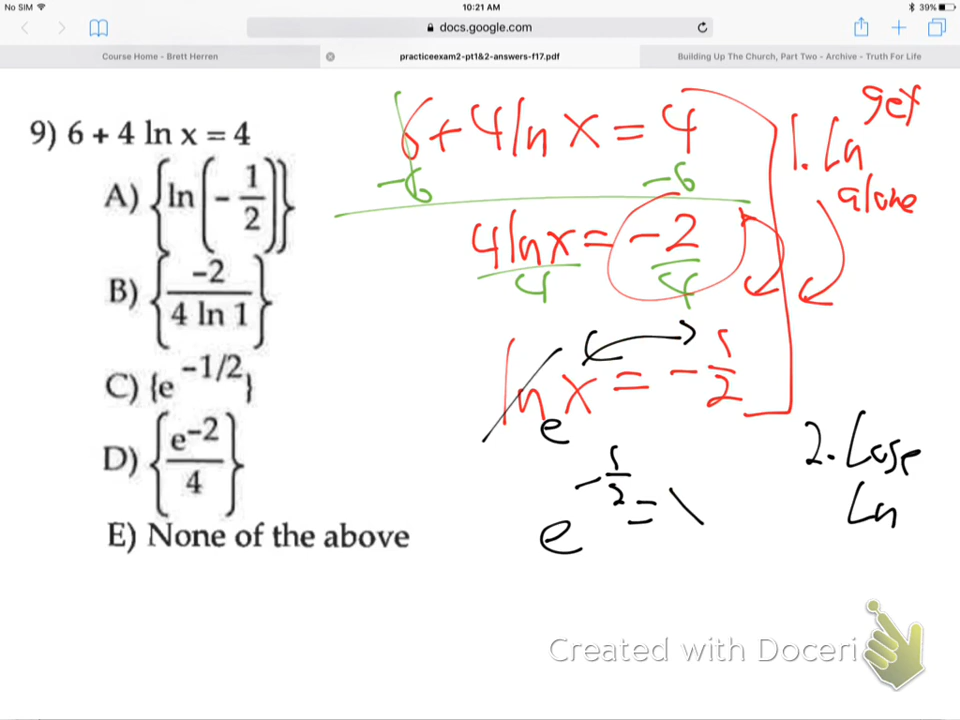 No SIM
10:21 AM
39%
docs.google.com
Course Home - Brett Herren
practiceexam2-pt1&2-answers-f17.pdf
Building Up The Church, Part Two - Archive - Truth For Life
9) 6 + 4 ln x = 4
A) {ln(-1/2)}
B) {-2/(4 ln 1)}
C) {e^-1/2}
D) {e^-2/4}
E) None of the above
6+4lnx=4
-6 -6
4lnx=-2
4 4
lnx=-1/2
e
e^-1/2=\
1. Ln get
alone
2. Lose
Ln
Created with Doceri